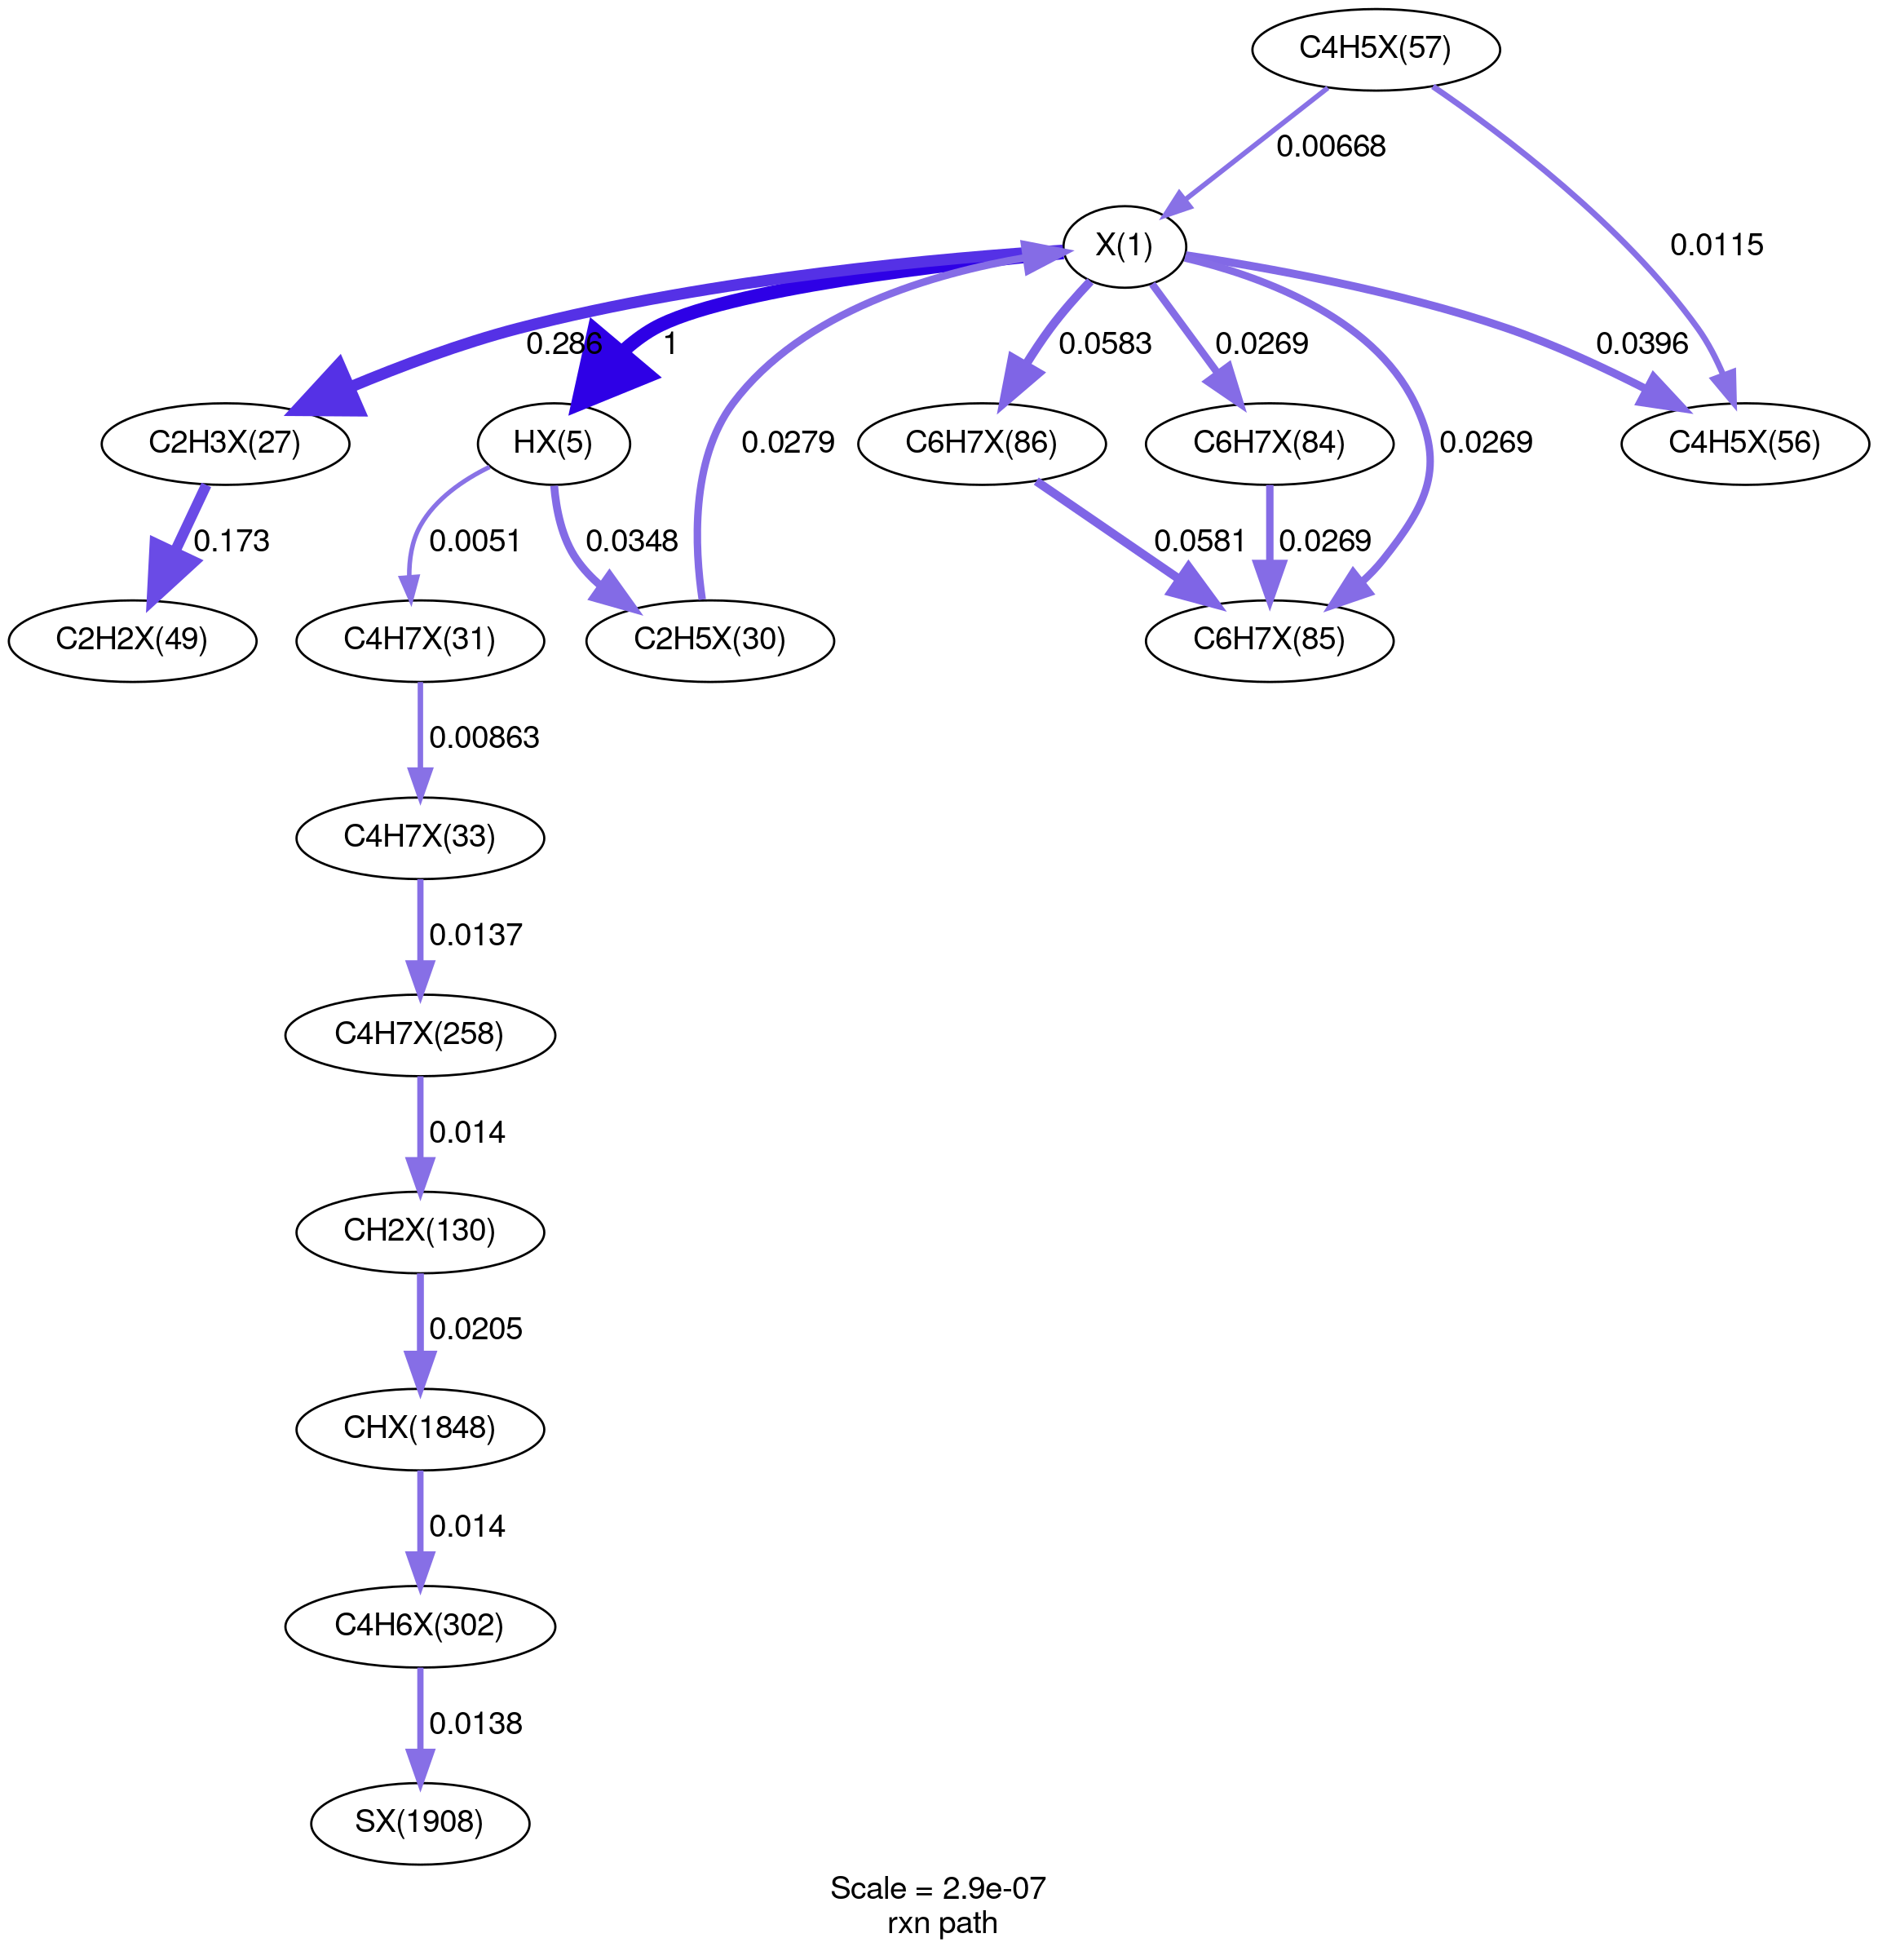 C4H5X(57)
0.00668
0.0115
X(1)
0.286
1
0.0583
0.0269
0.0396
C2H3X(27)
HX(5)
0.0279
C6H7X(86)
C6H7X(84)
0.0269
C4H5X(56)
0.173
0.0051
0.0348
0.0581
0.0269
C2H2X(49)
C4H7X(31)
C2H5X(30)
C6H7X(85)
0.00863
C4H7X(33)
0.0137
C4H7X(258)
0.014
CH2X(130)
0.0205
CHX(1848)
0.014
C4H6X(302)
0.0138
SX(1908)
Scale = 2.9e-07
rxn path